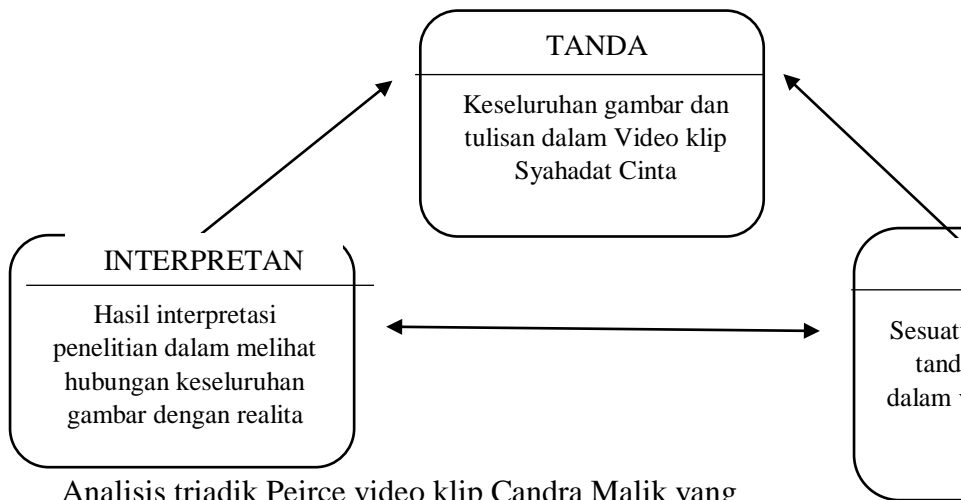 TANDA
Keseluruhan gambar dan
tulisan dalam Video klip
Syahadat Cinta
INTERPRETAN
Hasil interpretasi
penelitian dalam melihat
hubungan keseluruhan
gambar dengan realita
dalam
Analisis triadik Peirce video klip Candra Malik yang